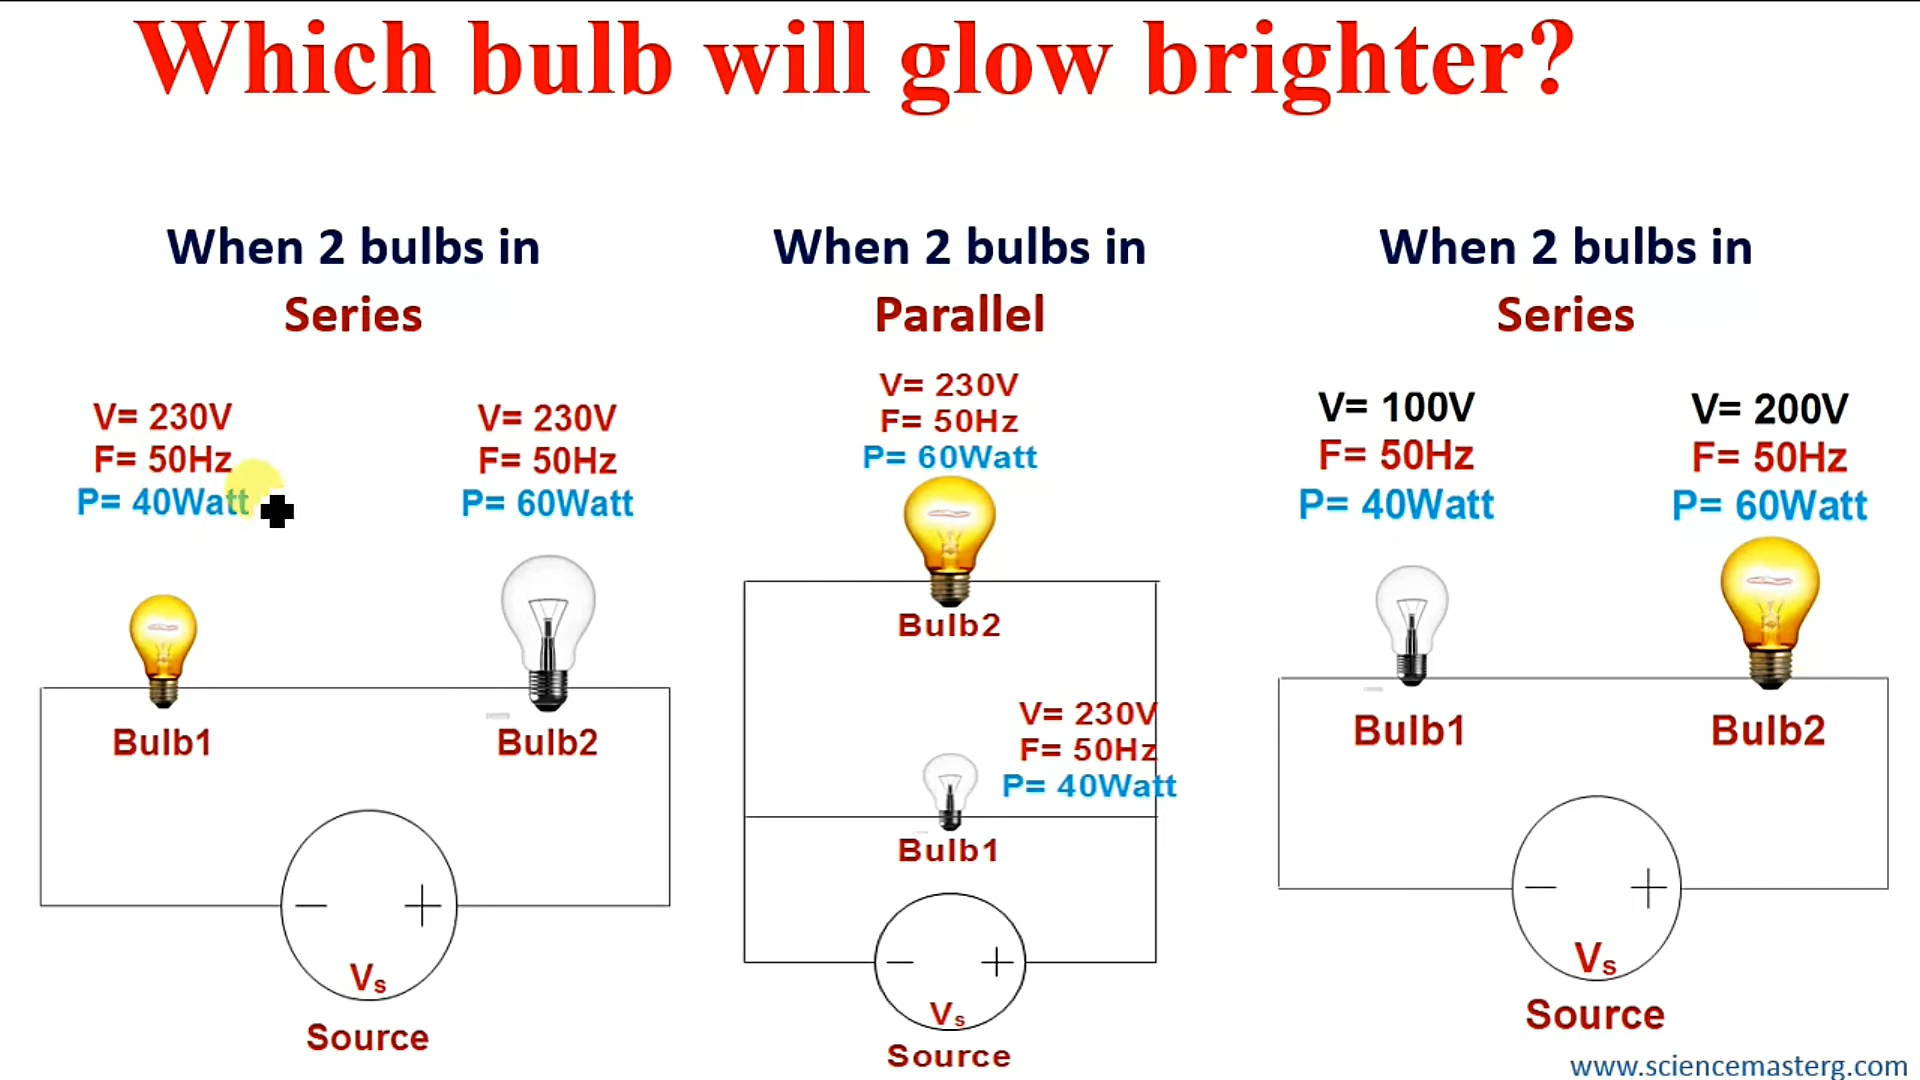 Which bulb will glow brighter?
When 2 bulbs in
Series
V= 230V
F= 50Hz
P= 40Watt
V= 230V
F= 50Hz
P= 60Watt
Bulb1
Bulb2
− +
Vs
Source
When 2 bulbs in
Parallel
V= 230V
F= 50Hz
P= 60Watt
Bulb2
V= 230V
F= 50Hz
P= 40Watt
Bulb1
− +
Vs
Source
When 2 bulbs in
Series
V= 100V
F= 50Hz
P= 40Watt
V= 200V
F= 50Hz
P= 60Watt
Bulb1
Bulb2
− +
Vs
Source
www.sciencemasterg.com